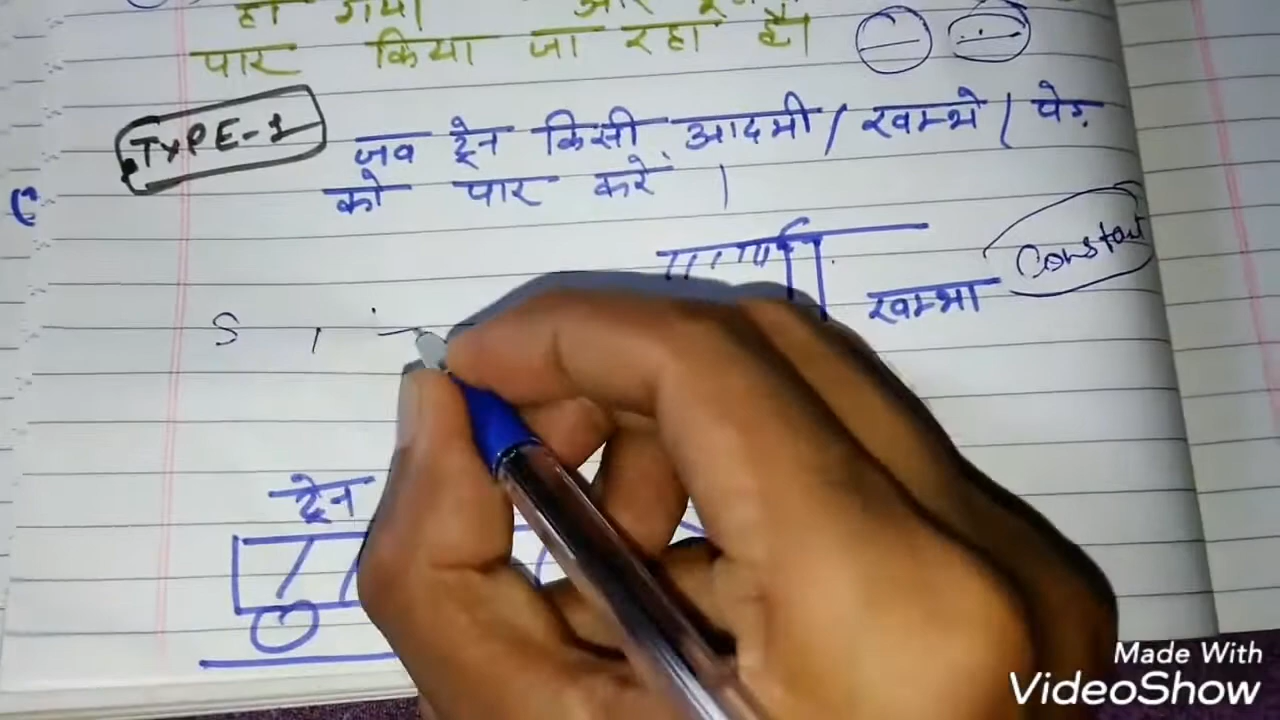 पार किया जा रहा है।
TYPE-1 जब ट्रेन किसी आदमी / खम्भे / पेड़
को पार करें ।
Constant
खम्भा
S
ट्रेन
Made With
VideoShow